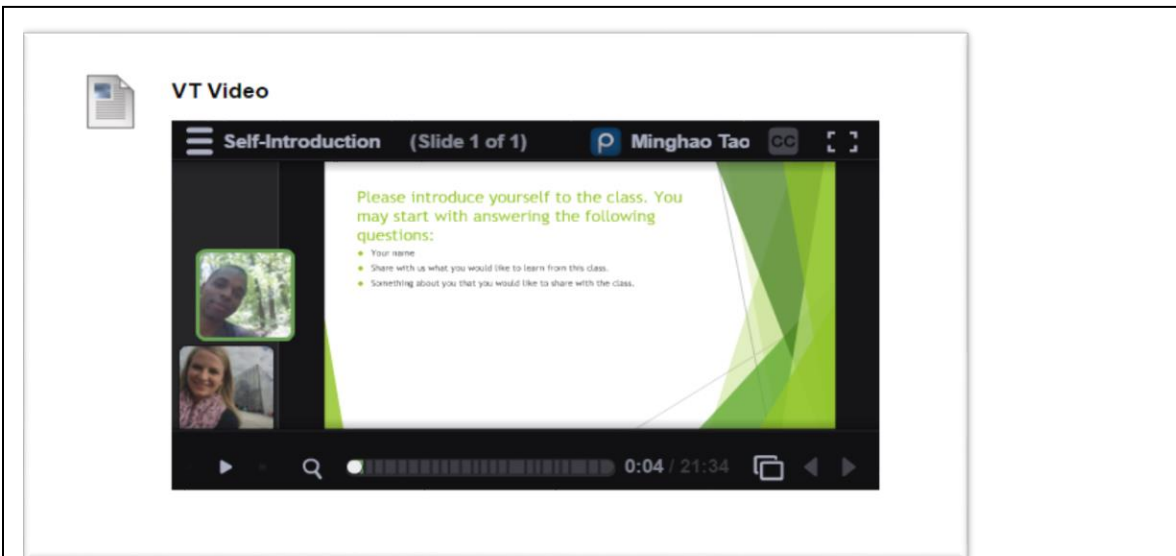 VT Video
Self-Introduction (Slide 1 of 1) Minghao Tao CC
Please introduce yourself to the class. You
may start with answering the following
questions:
Your name
Share with us what you would like to learn from this class.
Something about you that you would like to share with the class.
0:04 / 21:34